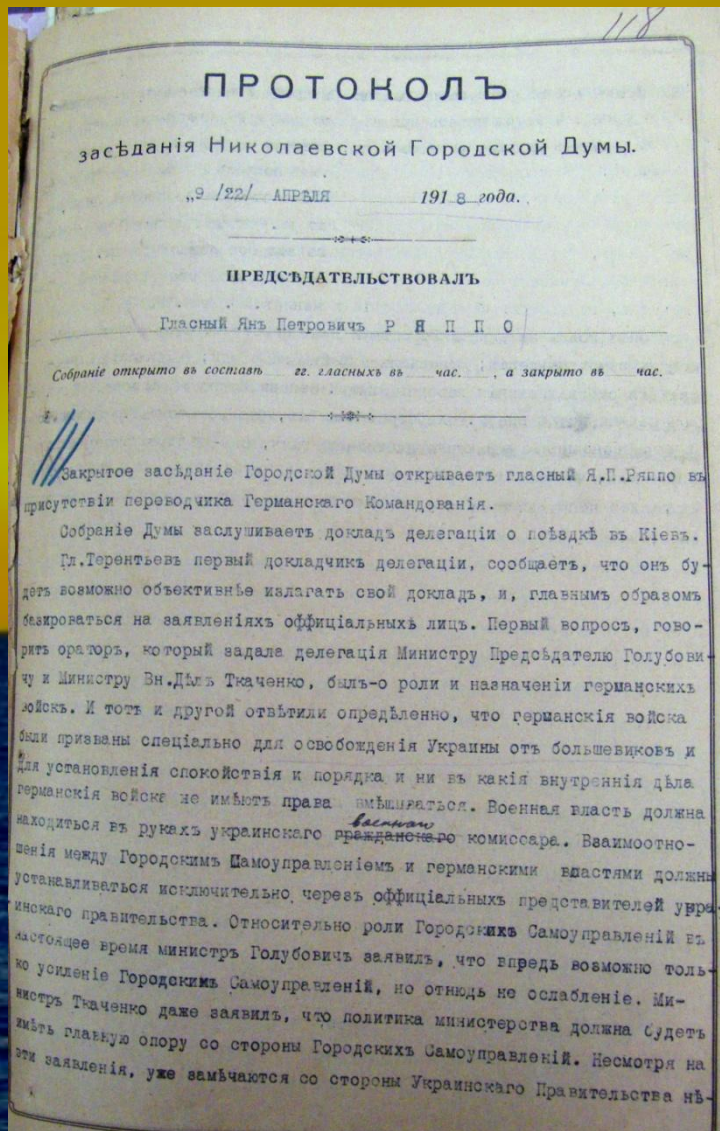 118
ПРОТОКОЛЪ
засѣданія Николаевской Городской Думы.
„9 /22/ АПРѢЛЯ 1918 года.
ПРЕДСѢДАТЕЛЬСТВОВАЛЪ
Гласный Янъ Петровичъ Р Я П П О
Собраніе открыто въ составѣ гг. гласныхъ въ час. , а закрыто въ час.
Закрытое засѣданіе Городской Думы открываетъ гласный Я.П.Ряппо въ
присутствіи переводчика Германскаго Командованія.
Собраніе Думы заслушиваетъ докладъ делегаціи о поѣздкѣ въ Кіевъ.
Гл.Терентьевъ первый докладчикъ делегаціи, сообщаетъ, что онъ бу-
детъ возможно объективнѣе излагать свой докладъ, и, главнымъ образомъ
базироваться на заявленіяхъ оффиціальныхъ лиц. Первый вопросъ, гово-
ритъ ораторъ, который задала делегація Министру Предсѣдателю Голубови-
чу и Министру Вн.Дѣлъ Ткаченко, былъ-о роли и назначеніи германскихъ
войскъ. И тотъ и другой отвѣтили опредѣленно, что германскія войска
были призваны спеціально для освобожденія Украины отъ большевиковъ и
для установленія спокойствія и порядка и ни въ какія внутреннія дѣла
германскія войска не имѣютъ права вмѣшиваться. Военная власть должна
военнаго
находиться въ рукахъ украинскаго гражданскаго комиссара. Взаимоотно-
шенія между Городскимъ Самоуправленіемъ и германскими властями должны
устанавливаться исключительно черезъ оффиціальныхъ представителей укра-
инскаго правительства. Относительно роли Городскихъ Самоуправленій въ
настоящее время министръ Голубовичъ заявилъ, что впредь возможно толь-
ко усиленіе Городскимъ Самоуправленій, но отнюдь не ослабленіе. Ми-
нистръ Ткаченко даже заявилъ, что политика министерства должна будетъ
имѣть главную опору со стороны Городскихъ Самоуправленій. Несмотря на
эти заявленія, уже замѣчаются со стороны Украинскаго Правительства нѣ-